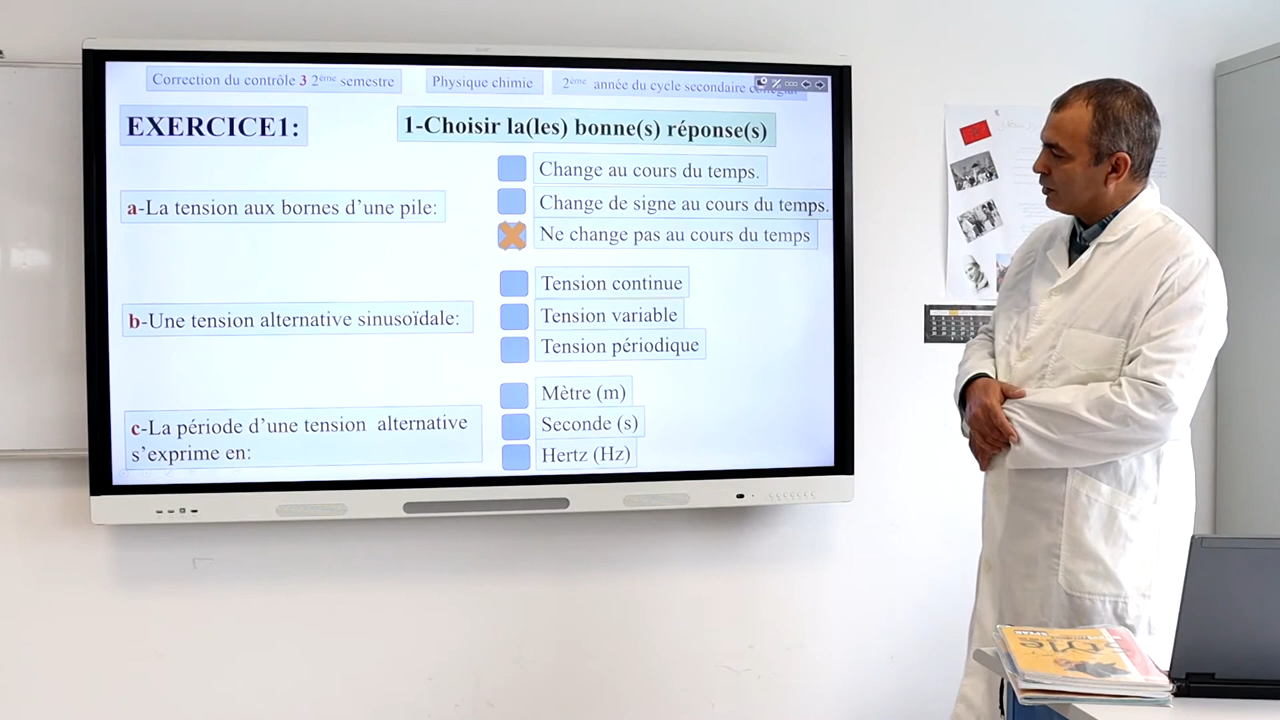 Correction du contrôle 3 2ème semestre
Physique chimie
2ème année du cycle secondaire collégial
EXERCICE1:
1-Choisir la(les) bonne(s) réponse(s)
Change au cours du temps.
a-La tension aux bornes d'une pile:
Change de signe au cours du temps.
Ne change pas au cours du temps
Tension continue
b-Une tension alternative sinusoïdale:
Tension variable
Tension périodique
Mètre (m)
c-La période d'une tension alternative
s'exprime en:
Seconde (s)
Hertz (Hz)